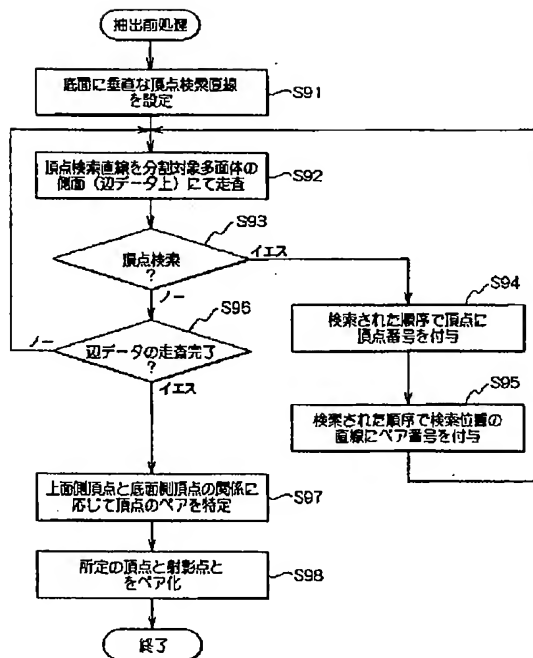 抽出前処理
底面に垂直な頂点検索直線
を設定
S91
頂点検索直線を分割対象多面体の
側面（辺データ上）にて走査
S92
S93
頂点検索
?
イエス
ノー
S94
検索された順序で頂点に
頂点番号を付与
S96
ノー
辺データの走査完了
?
イエス
S95
検索された順序で検索位置の
直線にペア番号を付与
上面側頂点と底面側頂点の関係に
応じて頂点のペアを特定
S97
所定の頂点と射影点と
をペア化
S98
終了